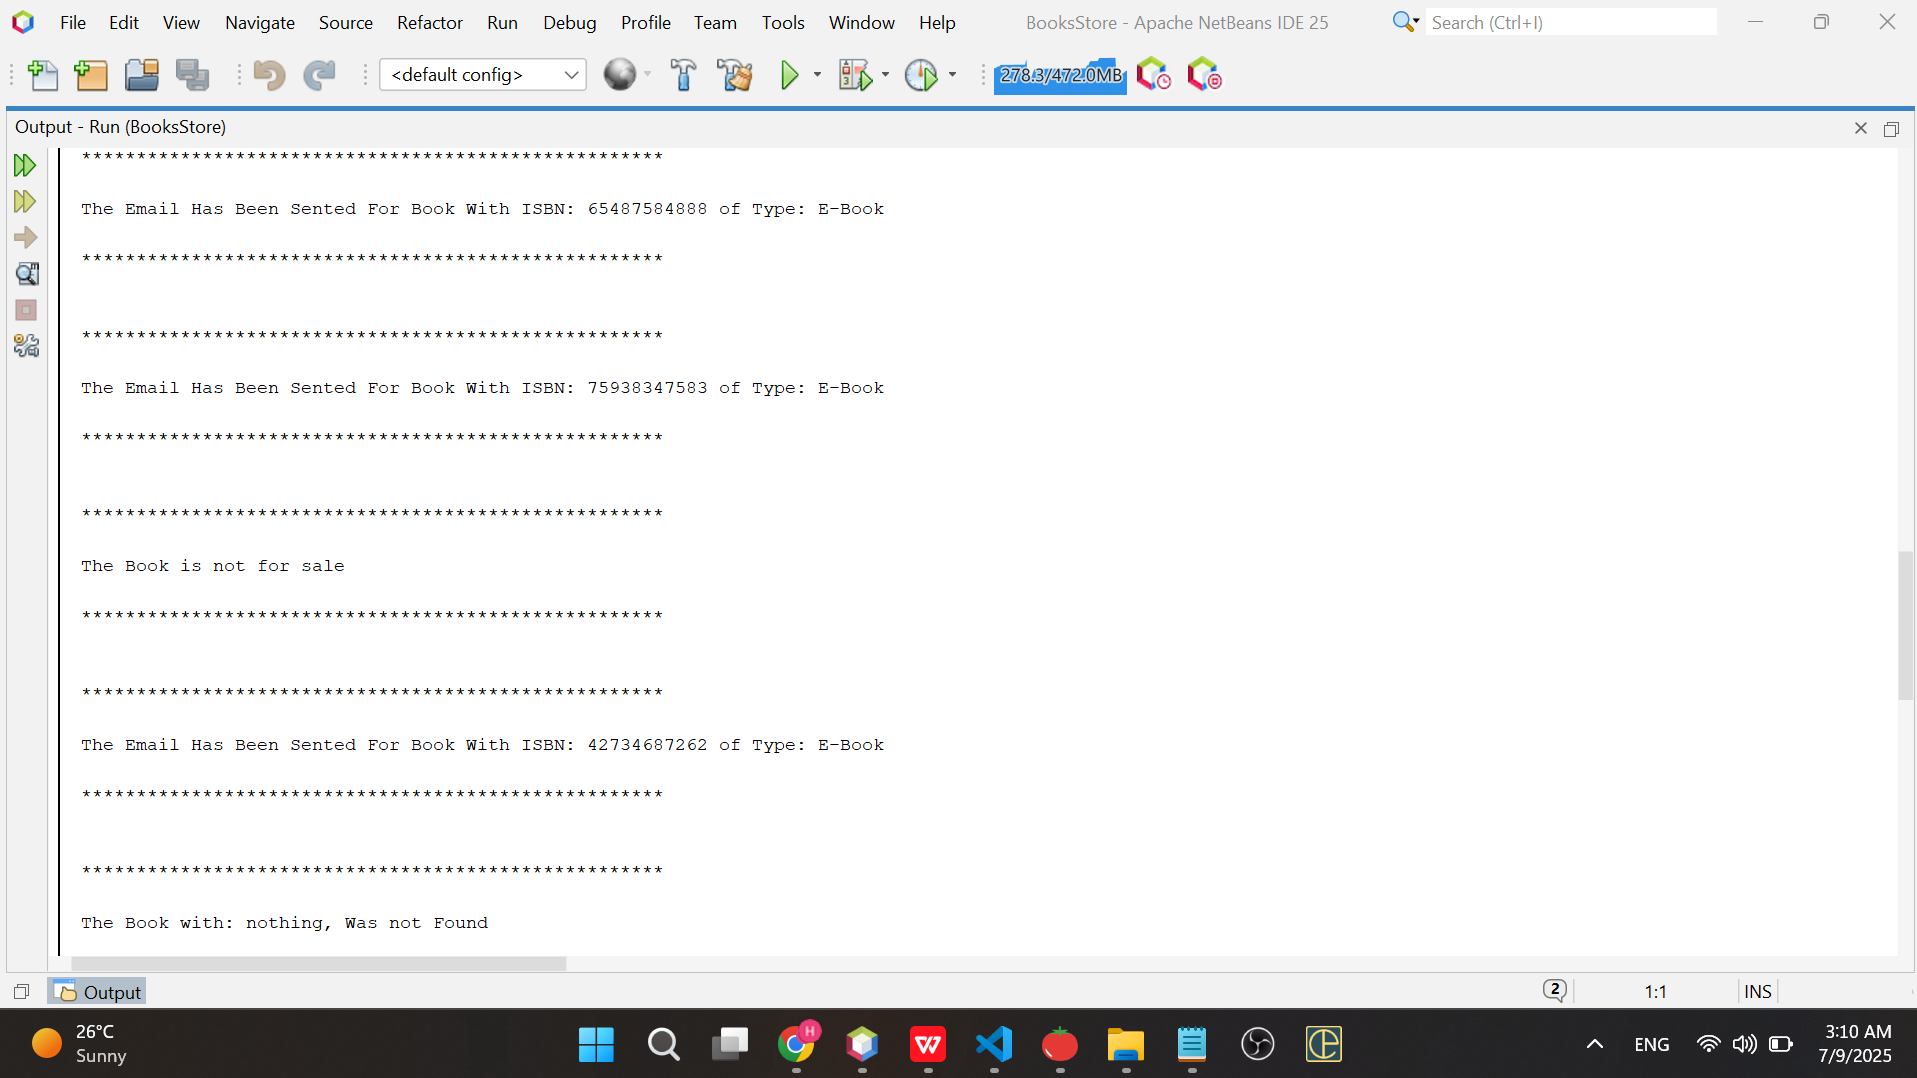 File Edit View Navigate Source Refactor Run Debug Profile Team Tools Window Help BooksStore - Apache NetBeans IDE 25 Search (Ctrl+I)
<default config> 278.3/472.0MB
Output - Run (BooksStore)
*****************************************************
The Email Has Been Sented For Book With ISBN: 65487584888 of Type: E-Book
*****************************************************
*****************************************************
The Email Has Been Sented For Book With ISBN: 75938347583 of Type: E-Book
*****************************************************
*****************************************************
The Book is not for sale
*****************************************************
*****************************************************
The Email Has Been Sented For Book With ISBN: 42734687262 of Type: E-Book
*****************************************************
*****************************************************
The Book with: nothing, Was not Found
Output 2 1:1 INS
26°C
Sunny
H
W
ENG
3:10 AM
7/9/2025